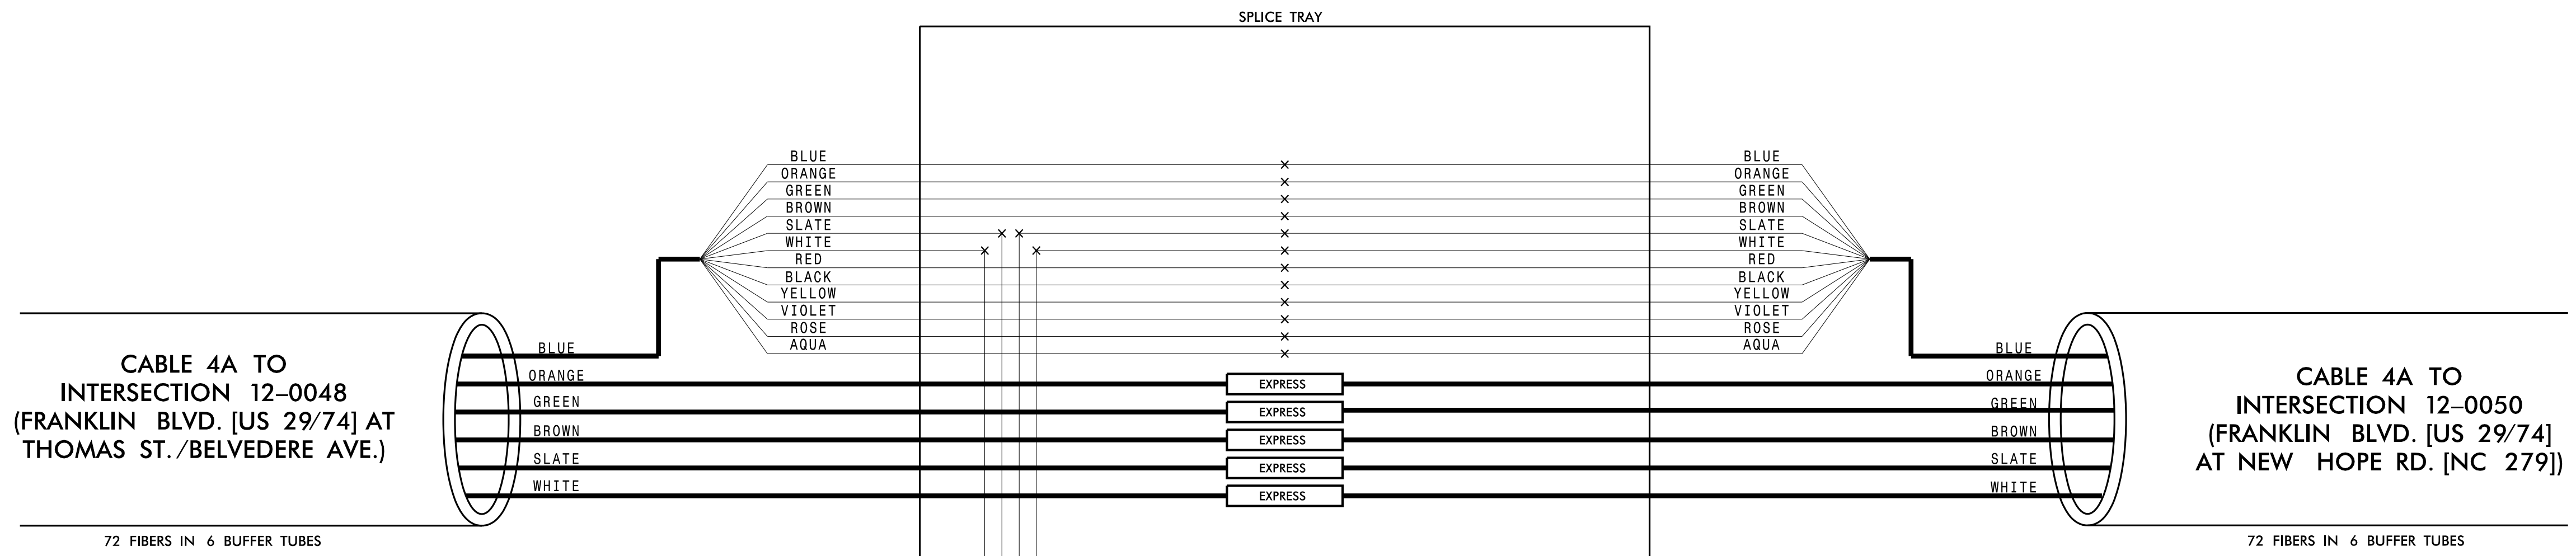 SPLICE TRAY
BLUE
ORANGE
GREEN
BROWN
SLATE
WHITE
RED
BLACK
YELLOW
VIOLET
ROSE
AQUA
BLUE
ORANGE
GREEN
BROWN
SLATE
WHITE
RED
BLACK
YELLOW
VIOLET
ROSE
AQUA
CABLE 4A TO
INTERSECTION 12-0048
(FRANKLIN BLVD. [US 29/74] AT
THOMAS ST./BELVEDERE AVE.)
72 FIBERS IN 6 BUFFER TUBES
BLUE
ORANGE
GREEN
BROWN
SLATE
WHITE
EXPRESS
EXPRESS
EXPRESS
EXPRESS
EXPRESS
BLUE
ORANGE
GREEN
BROWN
SLATE
WHITE
CABLE 4A TO
INTERSECTION 12-0050
(FRANKLIN BLVD. [US 29/74]
AT NEW HOPE RD. [NC 279])
72 FIBERS IN 6 BUFFER TUBES